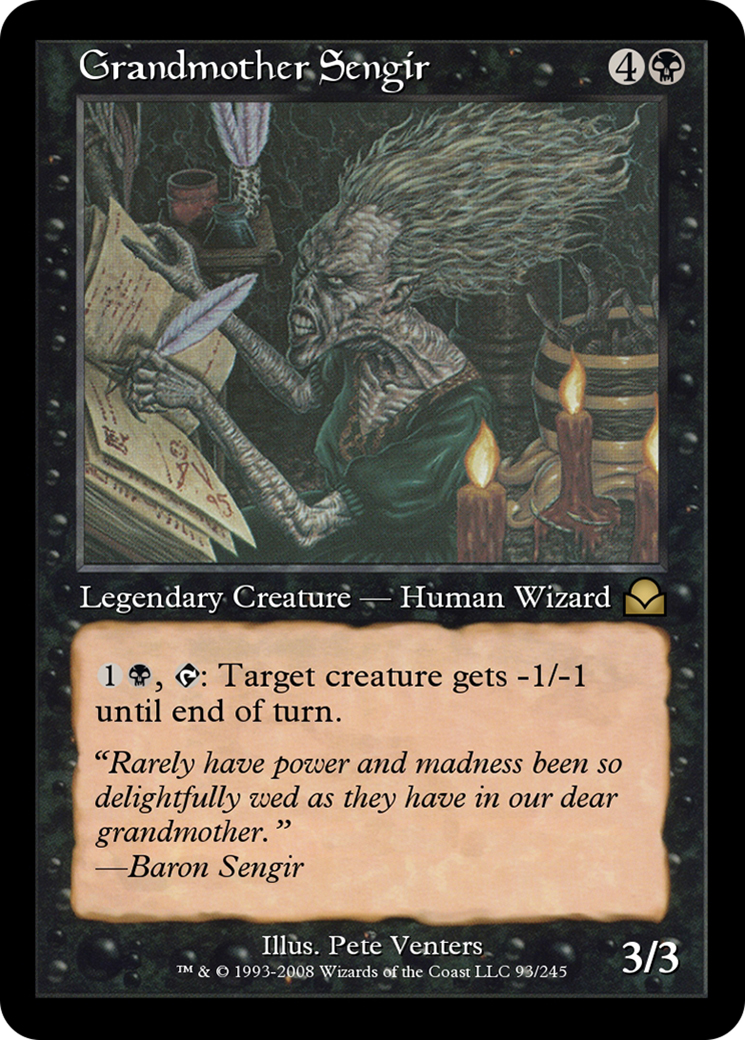 Grandmother Sengir 4
Legendary Creature — Human Wizard
1 , : Target creature gets -1/-1
until end of turn.
“Rarely have power and madness been so
delightfully wed as they have in our dear
grandmother.”
—Baron Sengir
Illus. Pete Venters
™ & © 1993-2008 Wizards of the Coast LLC 93/245
3/3